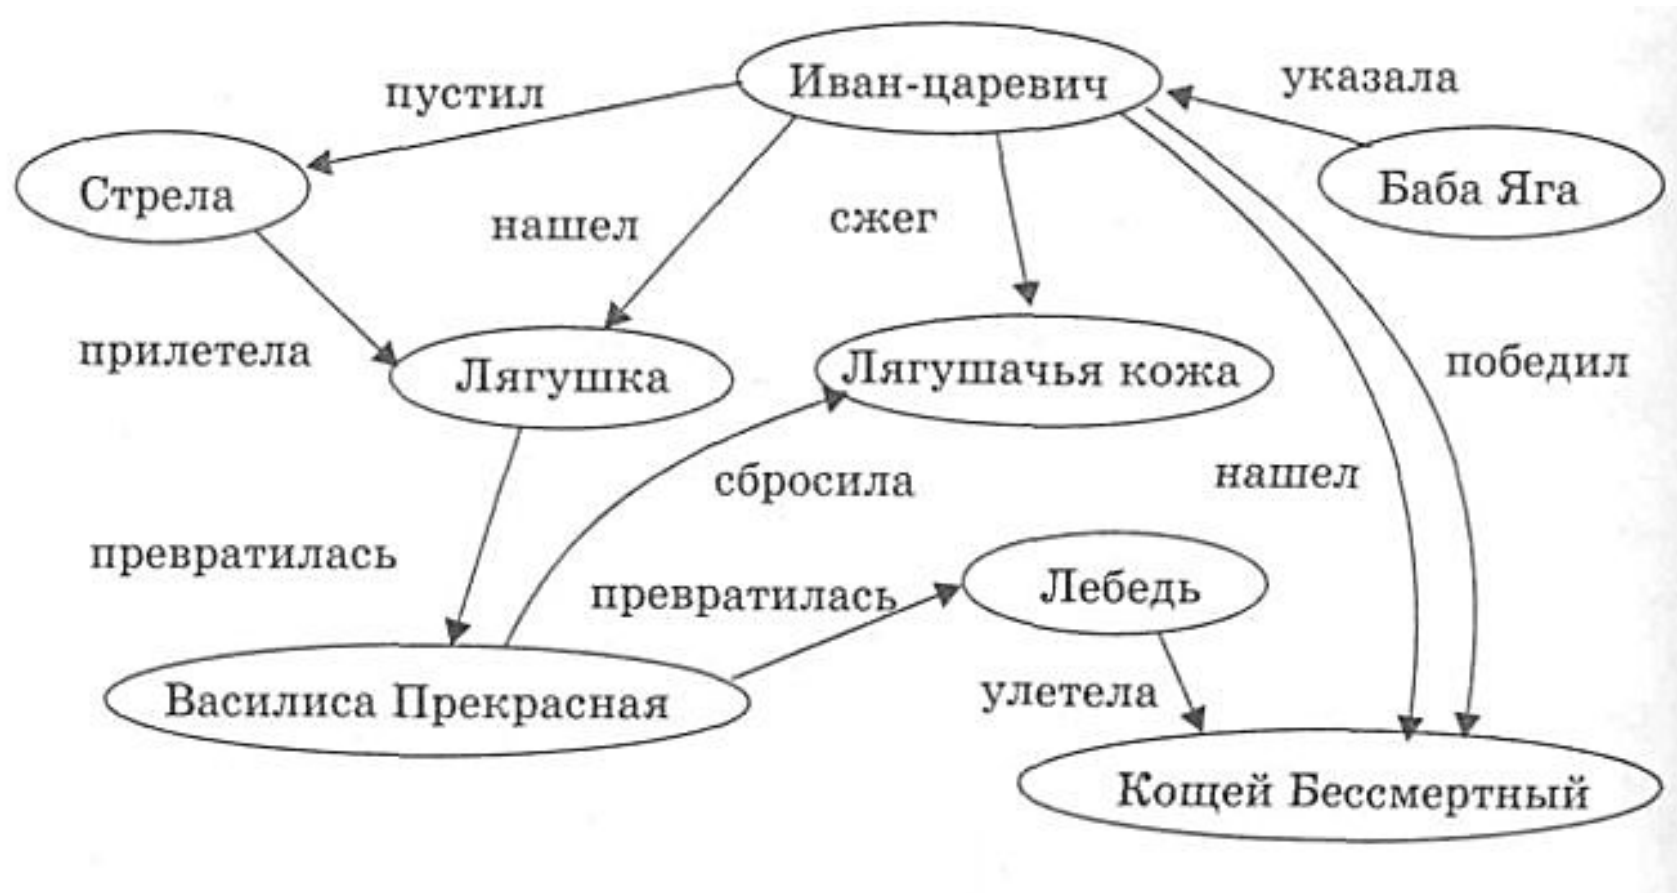 Иван-царевич
указала
пустил
Стрела
Баба Яга
нашел
сжег
прилетела
Лягушка
Лягушачья кожа
победил
сбросила
нашел
превратилась
превратилась
Лебедь
Василиса Прекрасная
улетела
Кощей Бессмертный